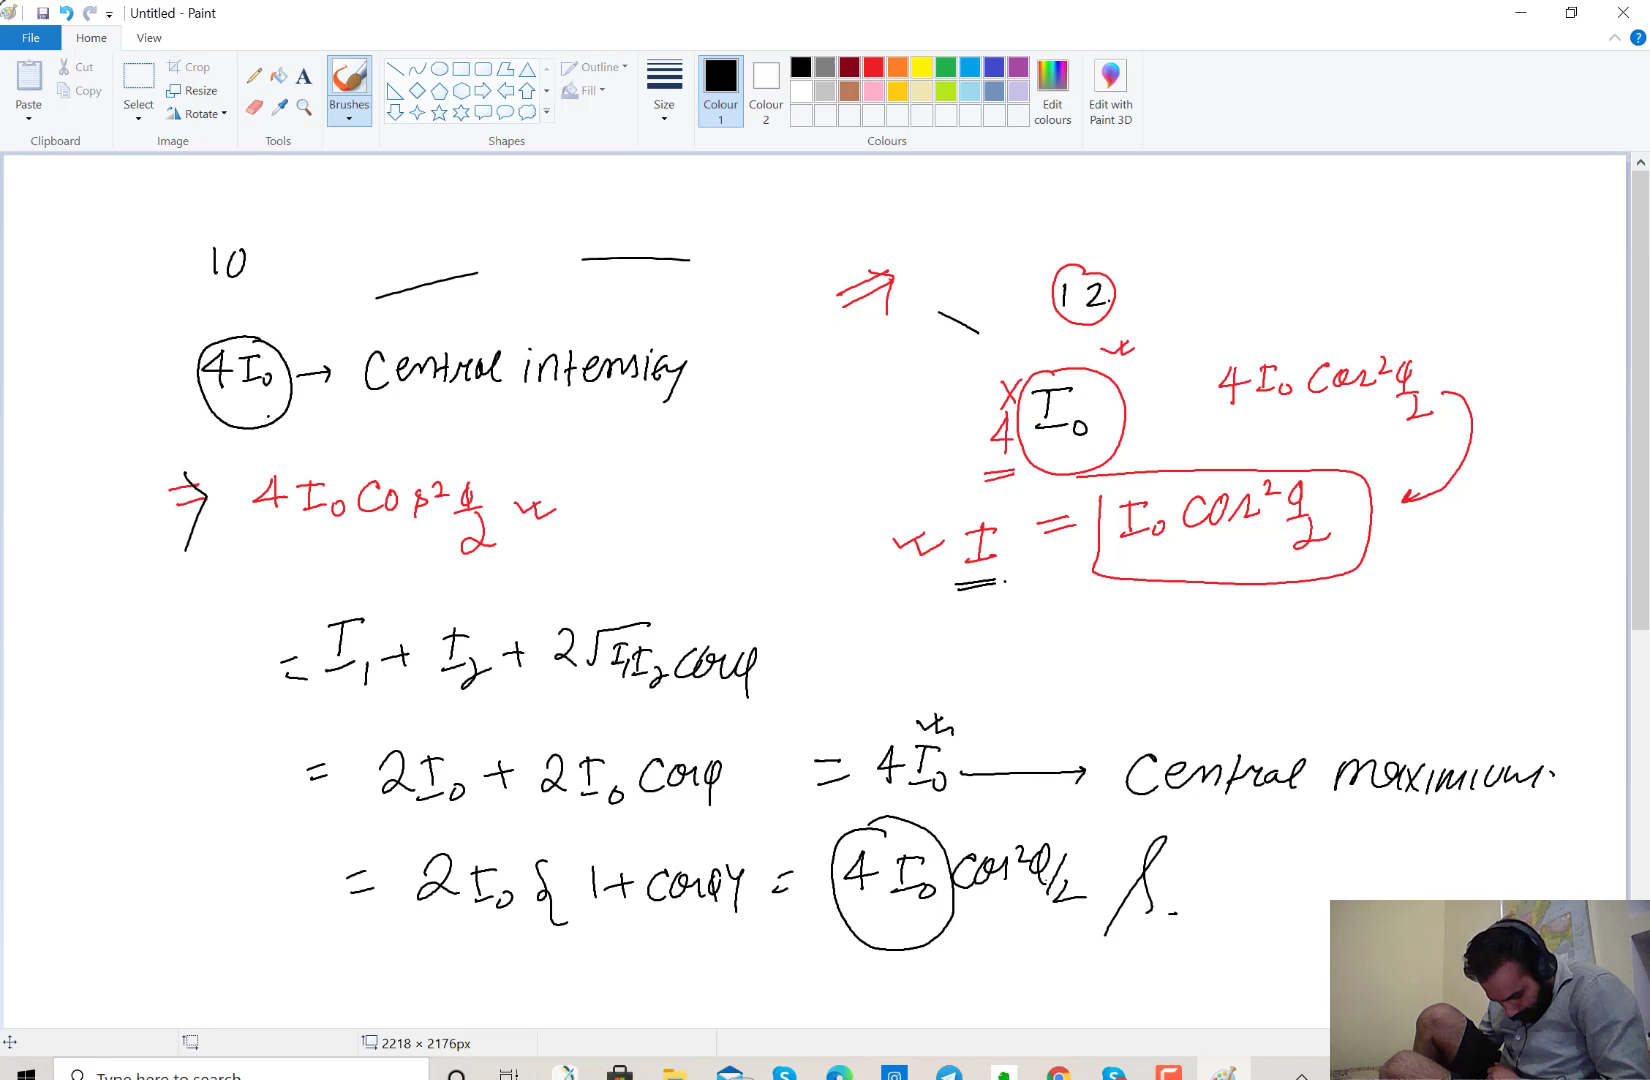 Untitled - Paint
File Home View
Paste Cut Copy Select Crop Resize Rotate A Brushes Outline Fill Size Colour 1 Colour 2 Edit colours Edit with Paint 3D
Clipboard Image Tools Shapes Colours
10
12
4I₀ → Central intensity
× 4 I₀
4I₀ Cos²φ/2
⇒ 4I₀ Cos²φ/2
I = I₀ Cos²φ/2
= I₁ + I₂ + 2√I₁I₂ cosφ
= 2I₀ + 2I₀ cosφ = 4I₀ → Central maximium.
= 2I₀ { 1 + cosφ } = 4I₀ cos²φ/2
2218 × 2176px
Type here to search